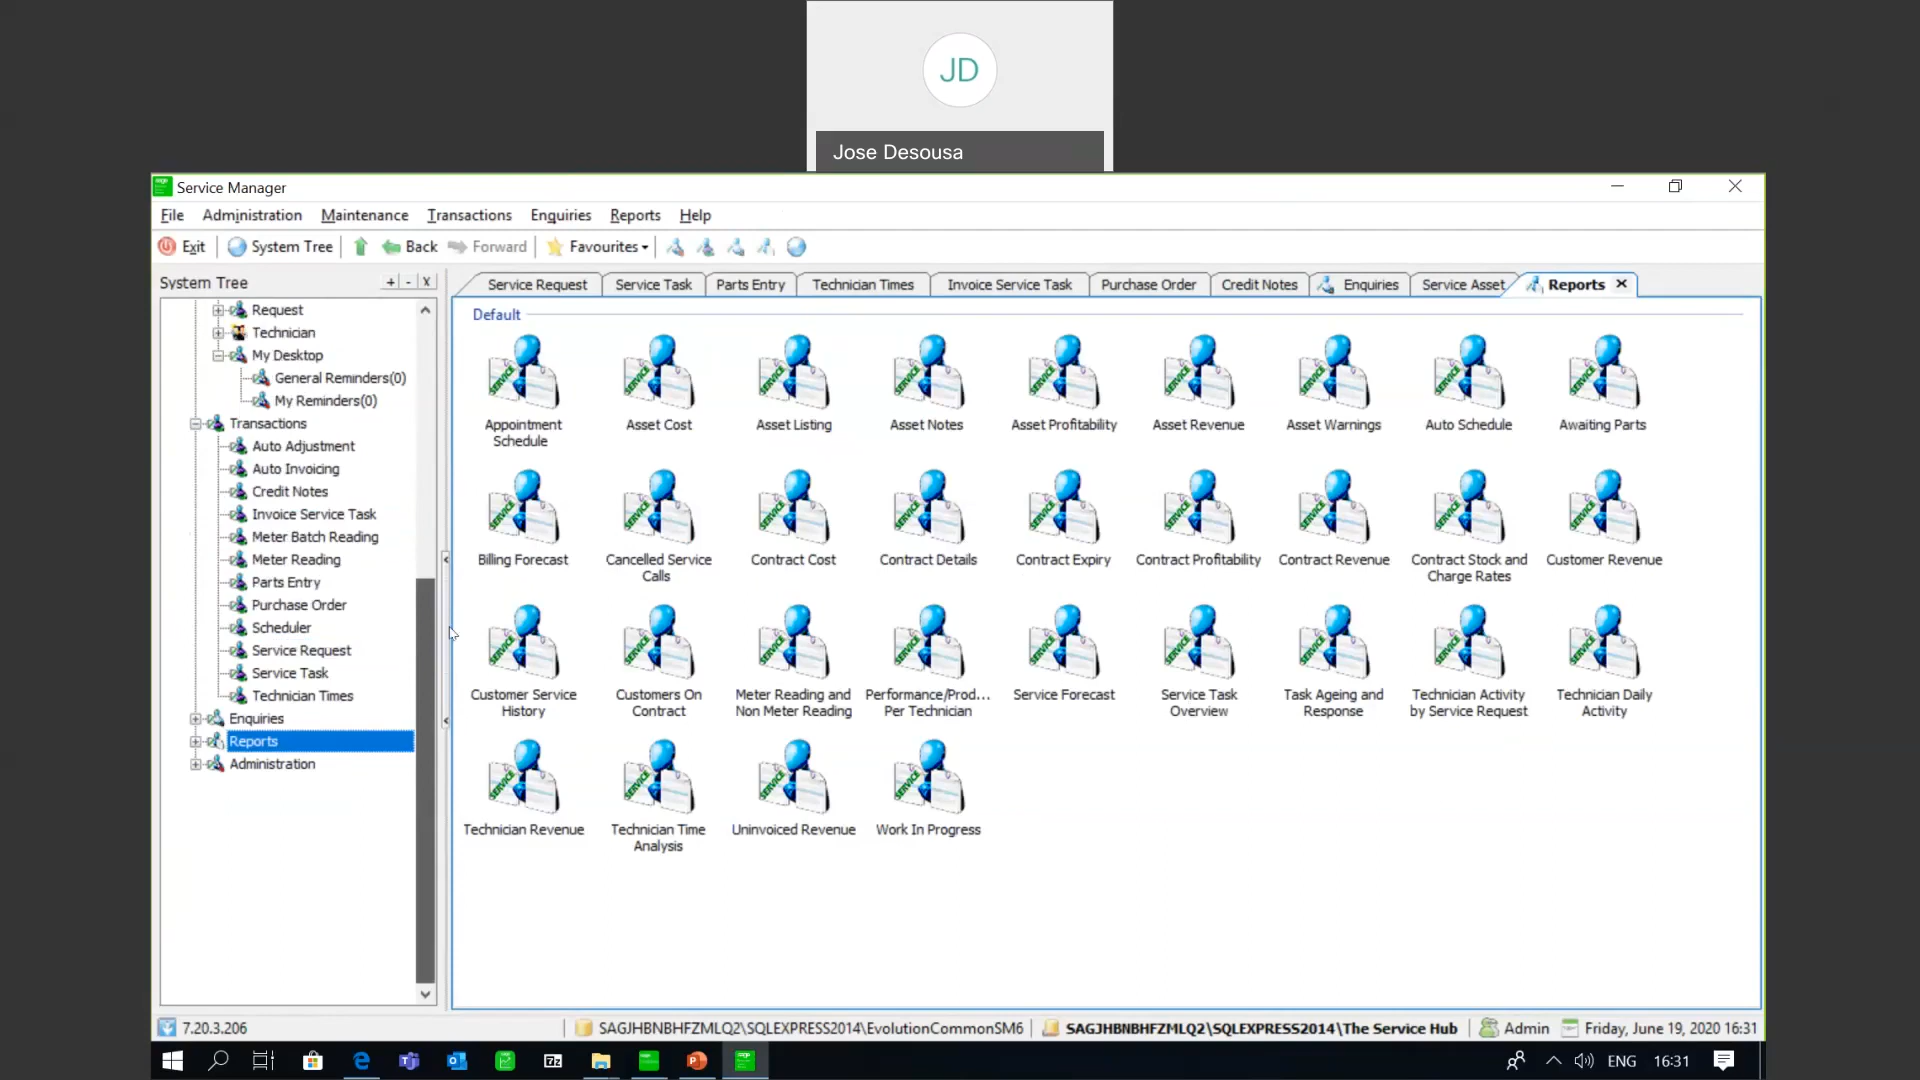 JD
Jose Desousa
Service Manager
File Administration Maintenance Transactions Enquiries Reports Help
Exit System Tree Back Forward Favourites
System Tree + - x
Service Request Service Task Parts Entry Technician Times Invoice Service Task Purchase Order Credit Notes Enquiries Service Asset Reports
Request
Technician
My Desktop
General Reminders(0)
My Reminders(0)
Transactions
Auto Adjustment
Auto Invoicing
Credit Notes
Invoice Service Task
Meter Batch Reading
Meter Reading
Parts Entry
Purchase Order
Scheduler
Service Request
Service Task
Technician Times
Enquiries
Reports
Administration
Default
Appointment Schedule
Asset Cost
Asset Listing
Asset Notes
Asset Profitability
Asset Revenue
Asset Warnings
Auto Schedule
Awaiting Parts
Billing Forecast
Cancelled Service Calls
Contract Cost
Contract Details
Contract Expiry
Contract Profitability
Contract Revenue
Contract Stock and Charge Rates
Customer Revenue
Customer Service History
Customers On Contract
Meter Reading and Non Meter Reading
Performance/Prod... Per Technician
Service Forecast
Service Task Overview
Task Ageing and Response
Technician Activity by Service Request
Technician Daily Activity
Technician Revenue
Technician Time Analysis
Uninvoiced Revenue
Work In Progress
7.20.3.206
SAGJHBNBHFZMLQ2\SQLEXPRESS2014\EvolutionCommonSM6
SAGJHBNBHFZMLQ2\SQLEXPRESS2014\The Service Hub
Admin
Friday, June 19, 2020 16:31
ENG 16:31